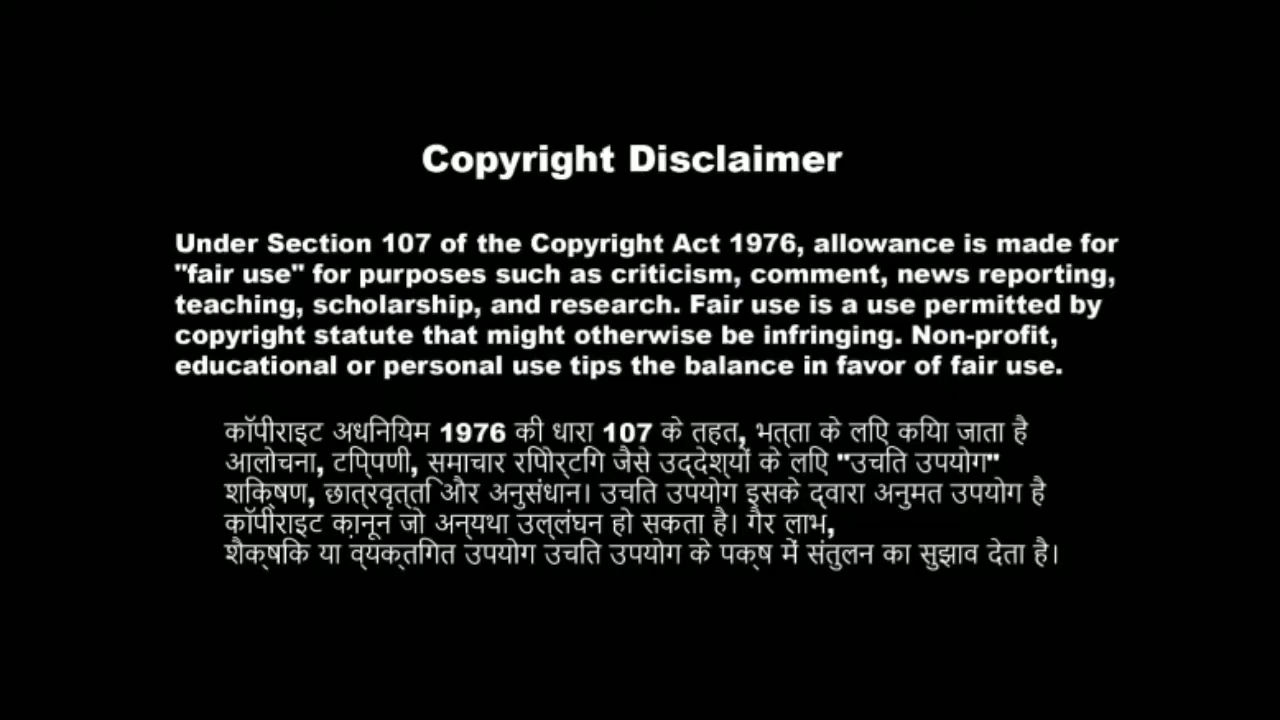 Copyright Disclaimer
Under Section 107 of the Copyright Act 1976, allowance is made for
"fair use" for purposes such as criticism, comment, news reporting,
teaching, scholarship, and research. Fair use is a use permitted by
copyright statute that might otherwise be infringing. Non-profit,
educational or personal use tips the balance in favor of fair use.
कॉपीराइट अधिनियिम 1976 की धारा 107 के तहत, भत्ता के लिए किया जाता है
आलोचना, टिप्पणी, समाचार रिपोर्टिग जैसे उद्देश्यों के लिए "उचित उपयोग"
शिक्षण, छात्रवृत्ति और अनुसंधान। उचित उपयोग इसके द्वारा अनुमत उपयोग है
कॉपीराइट क़ानून जो अन्यथा उल्लंघन हो सकता है। गैर लाभ,
शैक्षिक या व्यक्तिगत उपयोग उचित उपयोग के पक्ष में संतुलन का सुझाव देता है।